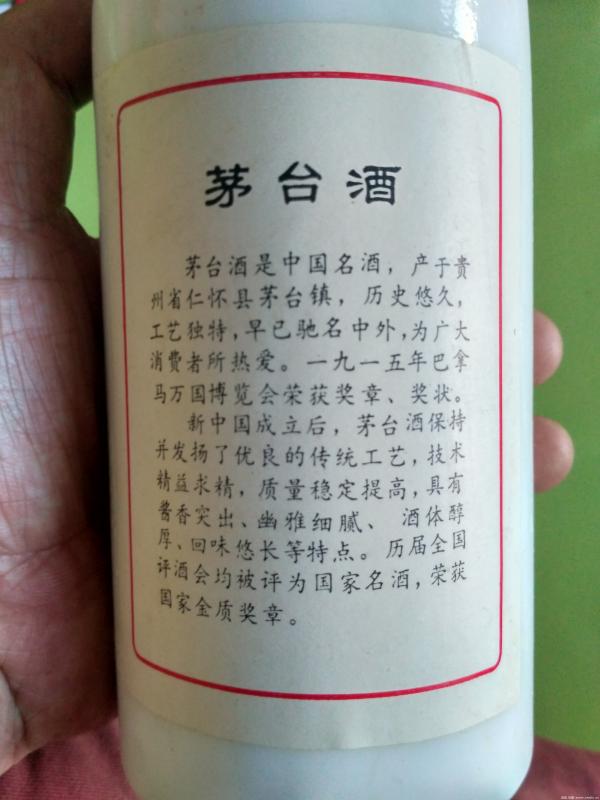 茅台酒
茅台酒是中国名酒，产于贵
州省仁怀县茅台镇，历史悠久，
工艺独特，早已驰名中外，为广大
消费者所热爱。一九一五年巴拿
马万国博览会荣获奖章、奖状。
新中国成立后，茅台酒保持
并发扬了优良的传统工艺，技术
精益求精，质量稳定提高，具有
酱香突出、幽雅细腻、酒体醇
厚、回味悠长等特点。历届全国
评酒会均被评为国家名酒，荣获
国家金质奖章。